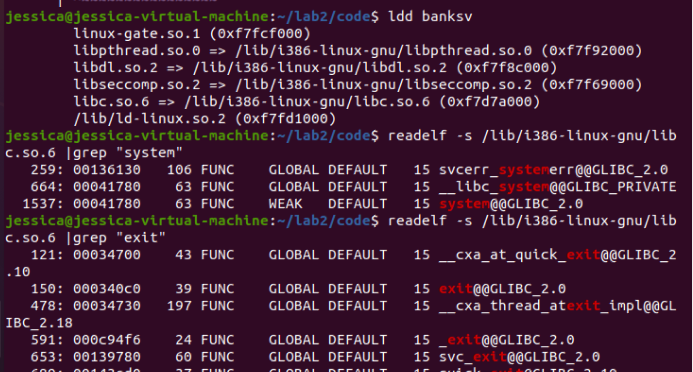 jessica@jessica-virtual-machine:~/lab2/code$ ldd banksv
linux-gate.so.1 (0xf7fcf000)
libpthread.so.0 => /lib/i386-linux-gnu/libpthread.so.0 (0xf7f92000)
libdl.so.2 => /lib/i386-linux-gnu/libdl.so.2 (0xf7f8c000)
libseccomp.so.2 => /lib/i386-linux-gnu/libseccomp.so.2 (0xf7f69000)
libc.so.6 => /lib/i386-linux-gnu/libc.so.6 (0xf7d7a000)
/lib/ld-linux.so.2 (0xf7fd1000)
jessica@jessica-virtual-machine:~/lab2/code$ readelf -s /lib/i386-linux-gnu/lib
c.so.6 |grep "system"
259: 00136130 106 FUNC GLOBAL DEFAULT 15 svcerr_systemerr@@GLIBC_2.0
664: 00041780 63 FUNC GLOBAL DEFAULT 15 __libc_system@@GLIBC_PRIVATE
1537: 00041780 63 FUNC WEAK DEFAULT 15 system@@GLIBC_2.0
jessica@jessica-virtual-machine:~/lab2/code$ readelf -s /lib/i386-linux-gnu/lib
c.so.6 |grep "exit"
121: 00034700 43 FUNC GLOBAL DEFAULT 15 __cxa_at_quick_exit@@GLIBC_2
.10
150: 000340c0 39 FUNC GLOBAL DEFAULT 15 exit@@GLIBC_2.0
478: 00034730 197 FUNC GLOBAL DEFAULT 15 __cxa_thread_atexit_impl@@GL
IBC_2.18
591: 000c94f6 24 FUNC GLOBAL DEFAULT 15 _exit@@GLIBC_2.0
653: 00139780 60 FUNC GLOBAL DEFAULT 15 svc_exit@@GLIBC_2.0